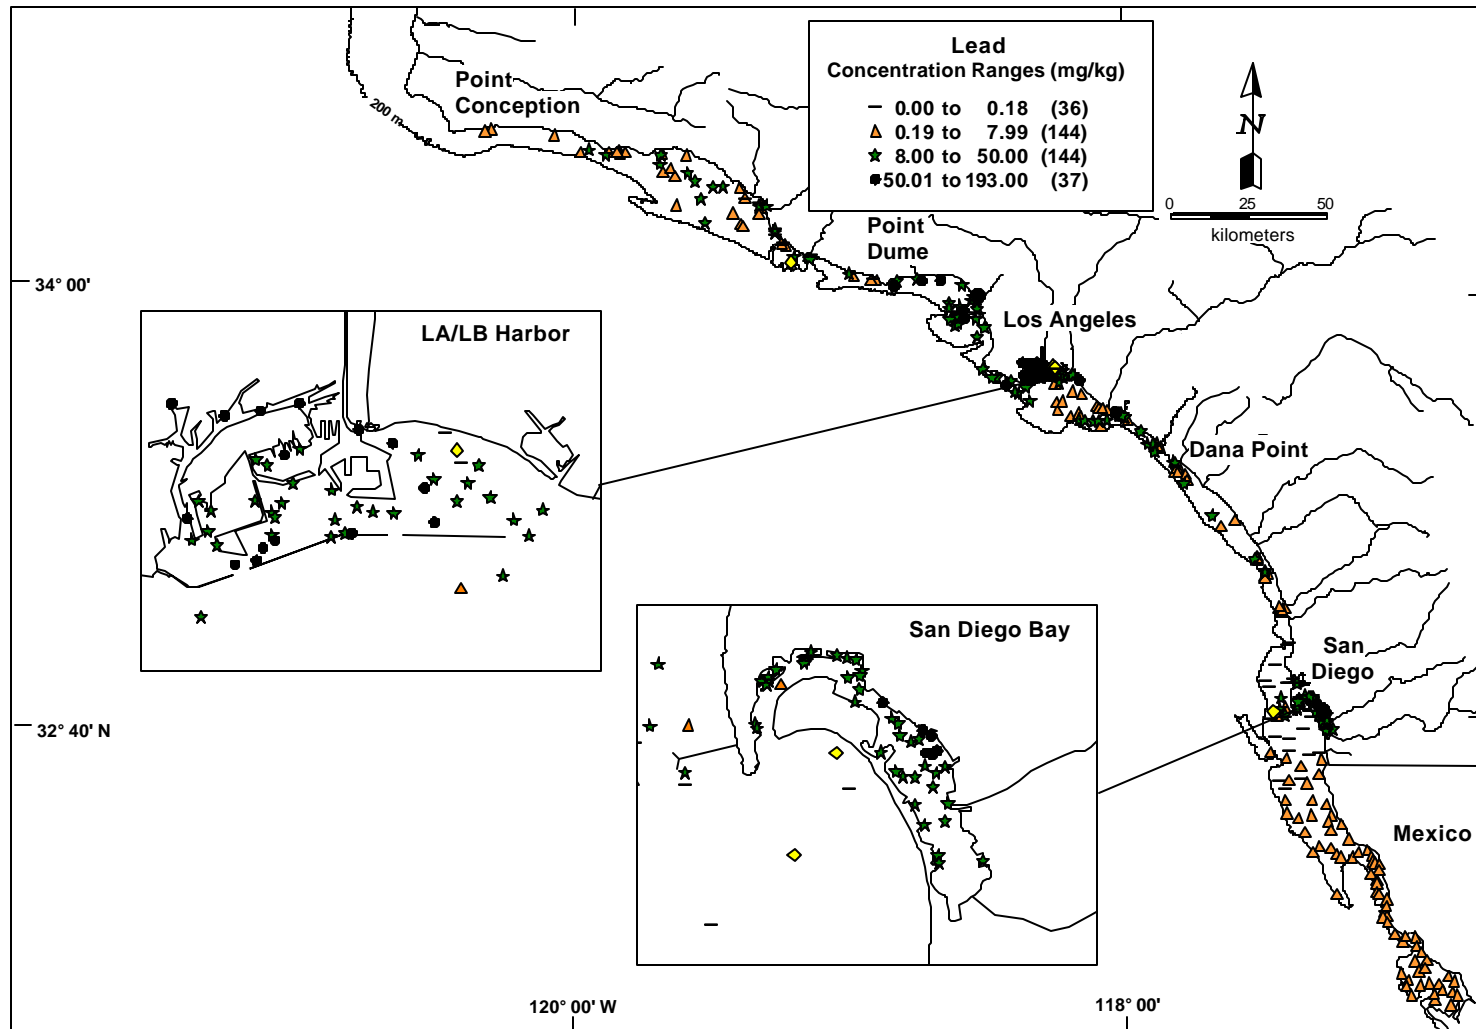 Lead
Concentration Ranges (mg/kg)
0.00 to 0.18 (36)
0.19 to 7.99 (144)
8.00 to 50.00 (144)
50.01 to 193.00 (37)
N
0 25 50
kilometers
Point
Conception
200 m
Point
Dume
34° 00'
Los Angeles
LA/LB Harbor
Dana Point
San Diego Bay
San
Diego
32° 40' N
Mexico
120° 00' W
118° 00'